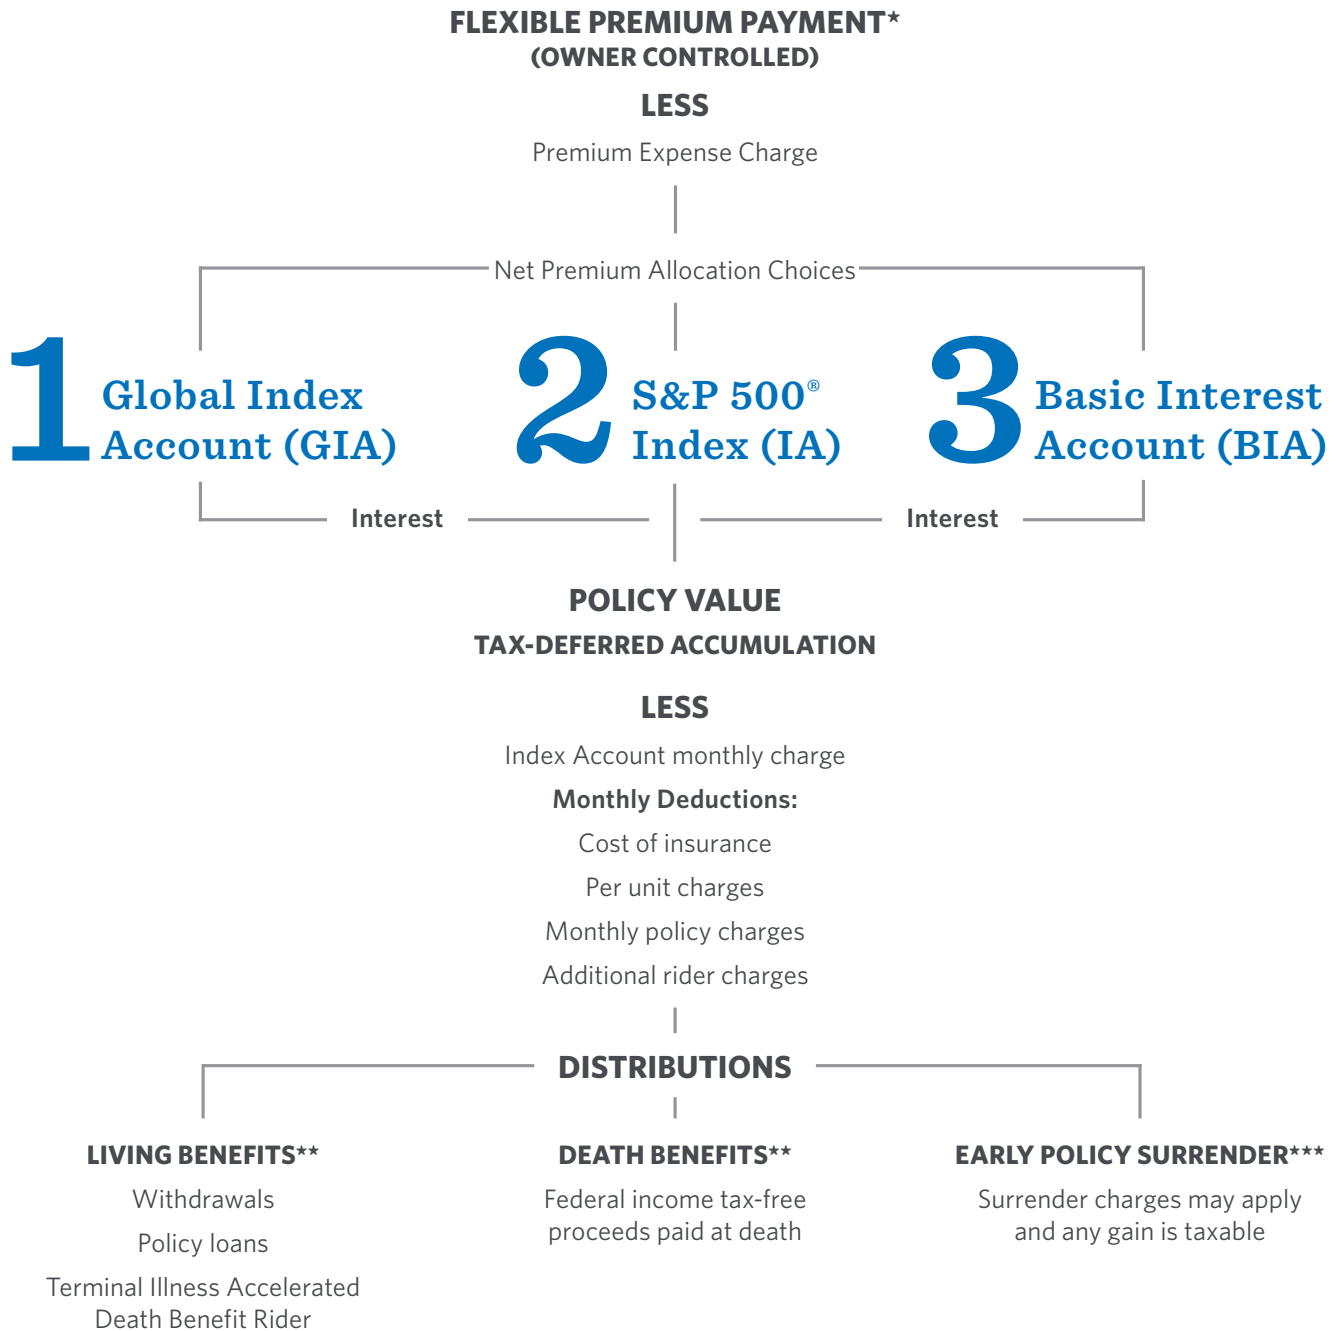 FLEXIBLE PREMIUM PAYMENT*
(OWNER CONTROLLED)
LESS
Premium Expense Charge
Net Premium Allocation Choices
1 Global Index
Account (GIA)
2 S&P 500®
Index (IA)
3 Basic Interest
Account (BIA)
Interest
Interest
POLICY VALUE
TAX-DEFERRED ACCUMULATION
LESS
Index Account monthly charge
Monthly Deductions:
Cost of insurance
Per unit charges
Monthly policy charges
Additional rider charges
DISTRIBUTIONS
LIVING BENEFITS**
Withdrawals
Policy loans
Terminal Illness Accelerated
Death Benefit Rider
DEATH BENEFITS**
Federal income tax-free
proceeds paid at death
EARLY POLICY SURRENDER***
Surrender charges may apply
and any gain is taxable